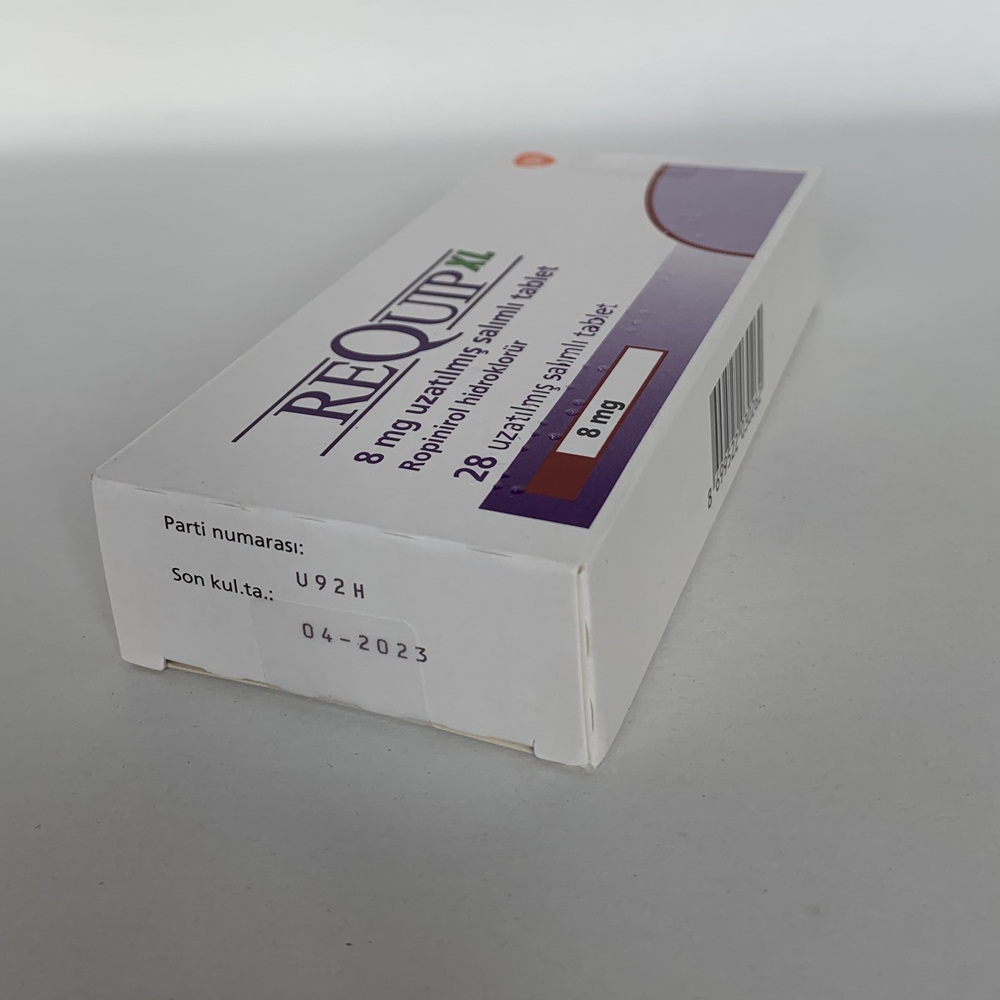 REQUIP XL
8 mg uzatılmış salımlı tablet
Ropinirol hidroklorür
28 uzatılmış salımlı tablet
8 mg
Parti numarası:
U92H
Son kul.ta.:
04-2023